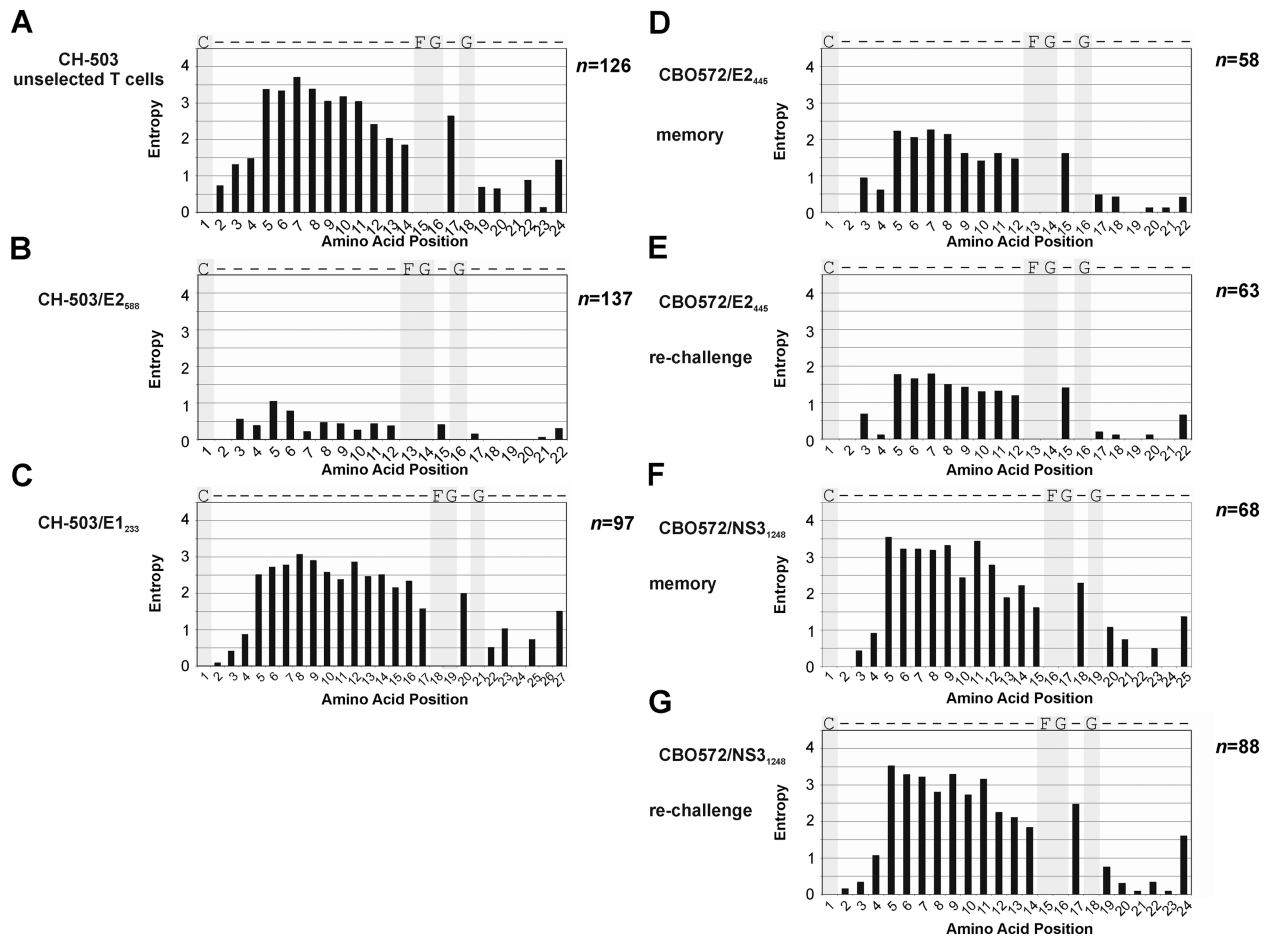 A
CH-503
unselected T cells
n=126
C – – – – – – – – – – – – – F G – G – – – – – –
Entropy
4
3
2
1
0
1 2 3 4 5 6 7 8 9 10 11 12 13 14 15 16 17 18 19 20 21 22 23 24
Amino Acid Position
B
CH-503/E2588
n=137
C – – – – – – – – – – – F G – G – – – – – –
Entropy
4
3
2
1
0
1 2 3 4 5 6 7 8 9 10 11 12 13 14 15 16 17 18 19 20 21 22
Amino Acid Position
C
CH-503/E1233
n=97
C – – – – – – – – – – – – – – – – F G – G – – – – – –
Entropy
4
3
2
1
0
1 2 3 4 5 6 7 8 9 10 11 12 13 14 15 16 17 18 19 20 21 22 23 24 25 26 27
Amino Acid Position
D
CBO572/E2445
memory
n=58
C – – – – – – – – – – – F G – G – – – – – –
Entropy
4
3
2
1
0
1 2 3 4 5 6 7 8 9 10 11 12 13 14 15 16 17 18 19 20 21 22
Amino Acid Position
E
CBO572/E2445
re-challenge
n=63
C – – – – – – – – – – – F G – G – – – – – –
Entropy
4
3
2
1
0
1 2 3 4 5 6 7 8 9 10 11 12 13 14 15 16 17 18 19 20 21 22
Amino Acid Position
F
CBO572/NS31248
memory
n=68
C – – – – – – – – – – – – – – F G – G – – – – – –
Entropy
4
3
2
1
0
1 2 3 4 5 6 7 8 9 10 11 12 13 14 15 16 17 18 19 20 21 22 23 24 25
Amino Acid Position
G
CBO572/NS31248
re-challenge
n=88
C – – – – – – – – – – – – – F G – G – – – – – –
Entropy
4
3
2
1
0
1 2 3 4 5 6 7 8 9 10 11 12 13 14 15 16 17 18 19 20 21 22 23 24
Amino Acid Position